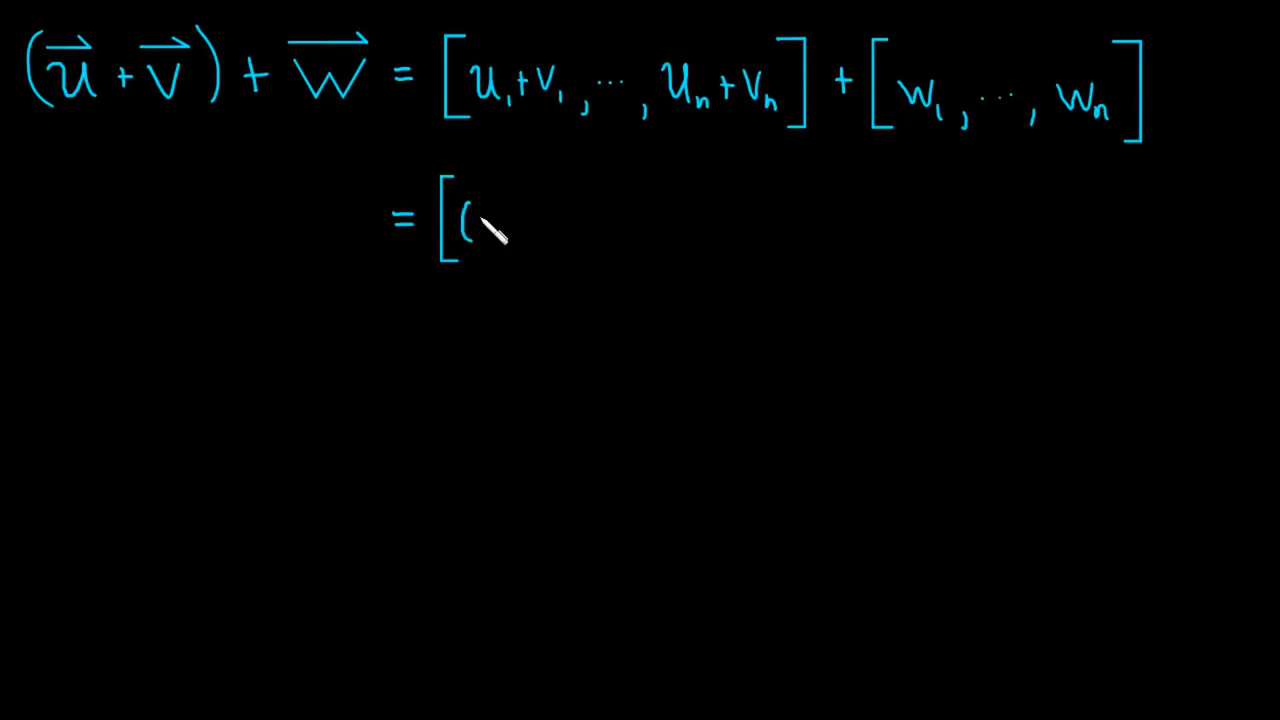 (u⃗ + v⃗) + w⃗ = [u₁+v₁, ⋯, uₙ+vₙ] + [w₁, ⋯, wₙ]
= [(